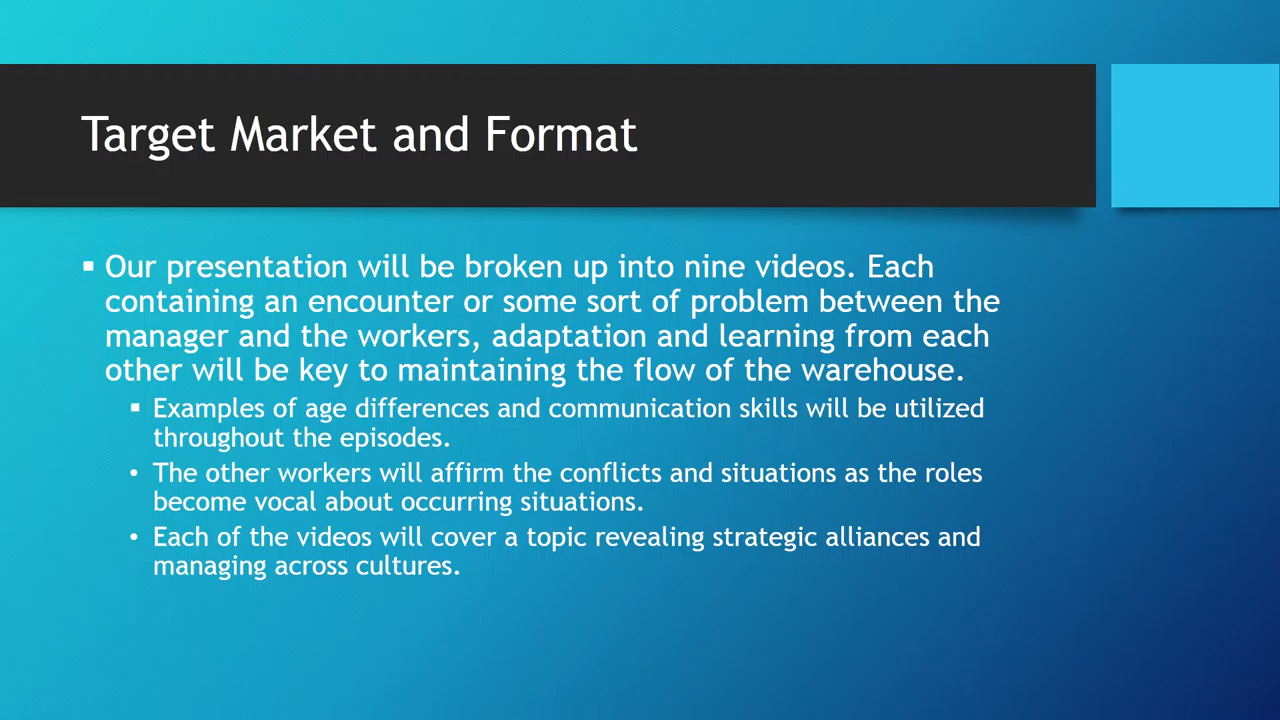 Target Market and Format
▪ Our presentation will be broken up into nine videos. Each
containing an encounter or some sort of problem between the
manager and the workers, adaptation and learning from each
other will be key to maintaining the flow of the warehouse.
▪ Examples of age differences and communication skills will be utilized
throughout the episodes.
• The other workers will affirm the conflicts and situations as the roles
become vocal about occurring situations.
• Each of the videos will cover a topic revealing strategic alliances and
managing across cultures.